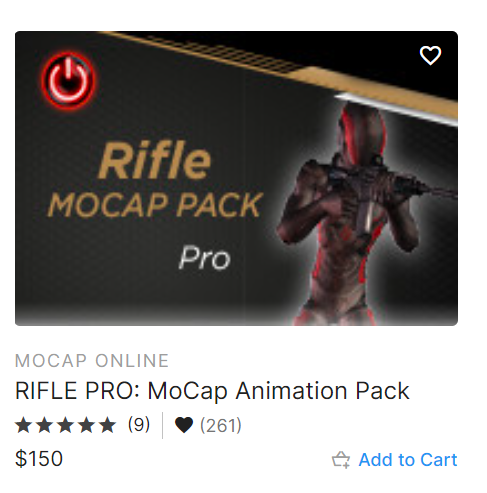 Rifle
MOCAP PACK
Pro
MOCAP ONLINE
RIFLE PRO: MoCap Animation Pack
(9) (261)
$150 Add to Cart